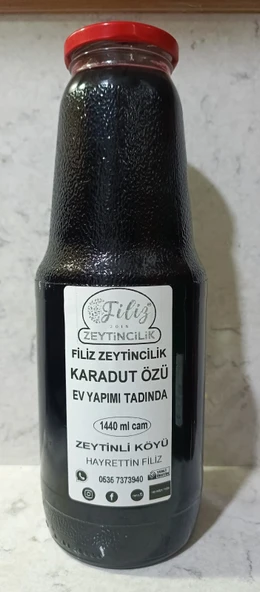 Filiz
2019
ZEYTİNCİLİK
FİLİZ ZEYTİNCİLİK
KARADUT ÖZÜ
EV YAPIMI TADINDA
1440 ml cam
ZEYTİNLİ KÖYÜ
HAYRETTİN FİLİZ
0536 7373940